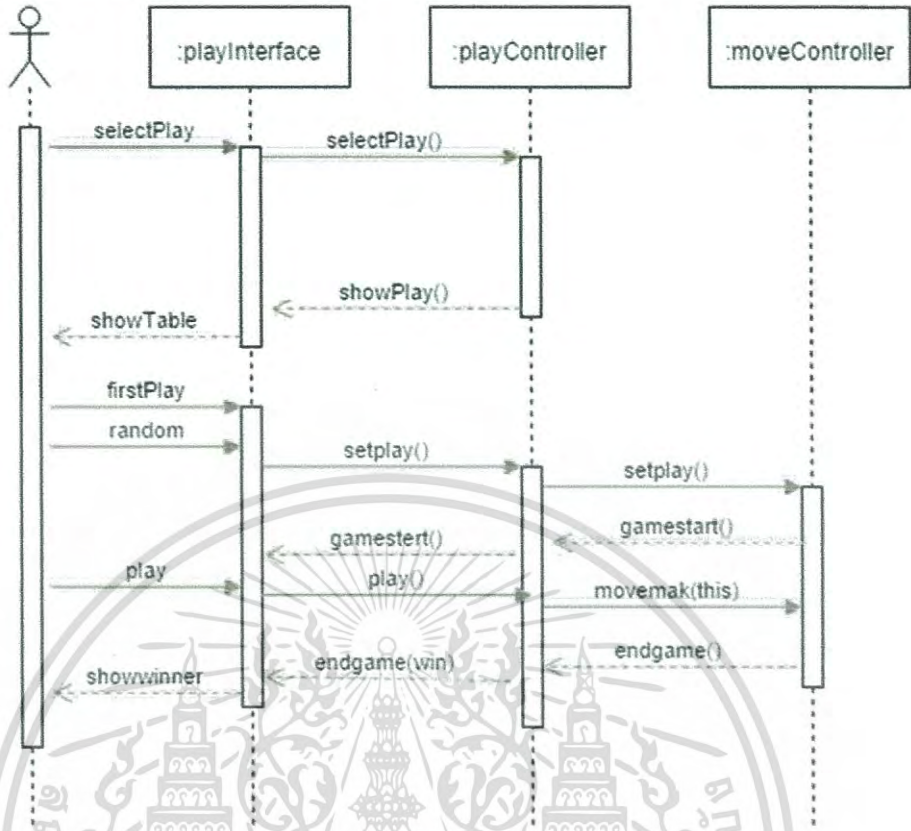 :playInterface
:playController
:moveController
selectPlay
selectPlay()
showPlay()
showTable
firstPlay
random
setplay()
setplay()
gamestart()
gamestert()
play
play()
movemak(this)
endgame()
endgame(win)
showwinner